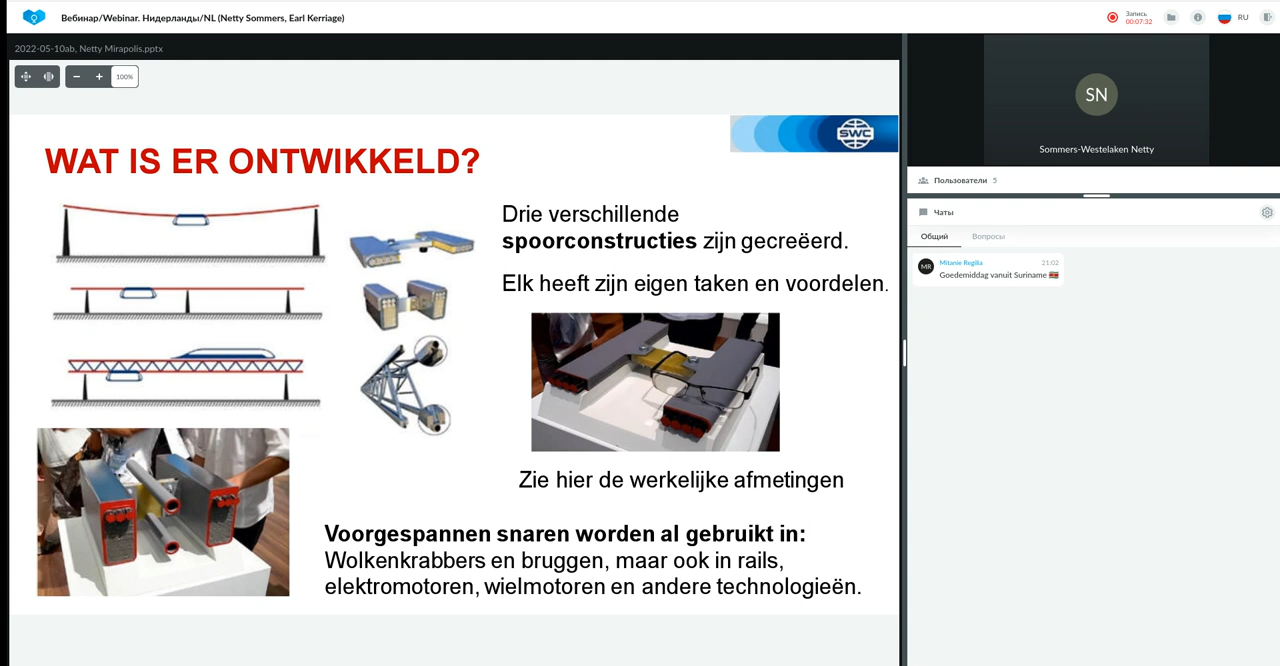 Вебинар/Webinar. Нидерланды/NL (Netty Sommers, Earl Kerriage)
Запись
00:07:32
RU
2022-05-10ab, Netty Mirapolis.pptx
100%
SWC
WAT IS ER ONTWIKKELD?
Drie verschillende
spoorconstructies zijn gecreëerd.
Elk heeft zijn eigen taken en voordelen.
Zie hier de werkelijke afmetingen
Voorgespannen snaren worden al gebruikt in:
Wolkenkrabbers en bruggen, maar ook in rails,
elektromotoren, wielmotoren en andere technologieën.
SN
Sommers-Westelaken Netty
Пользователи 5
Чаты
Общий Вопросы
MR
Mitanie Regilia 21:02
Goedemiddag vanuit Suriname 🇸🇷